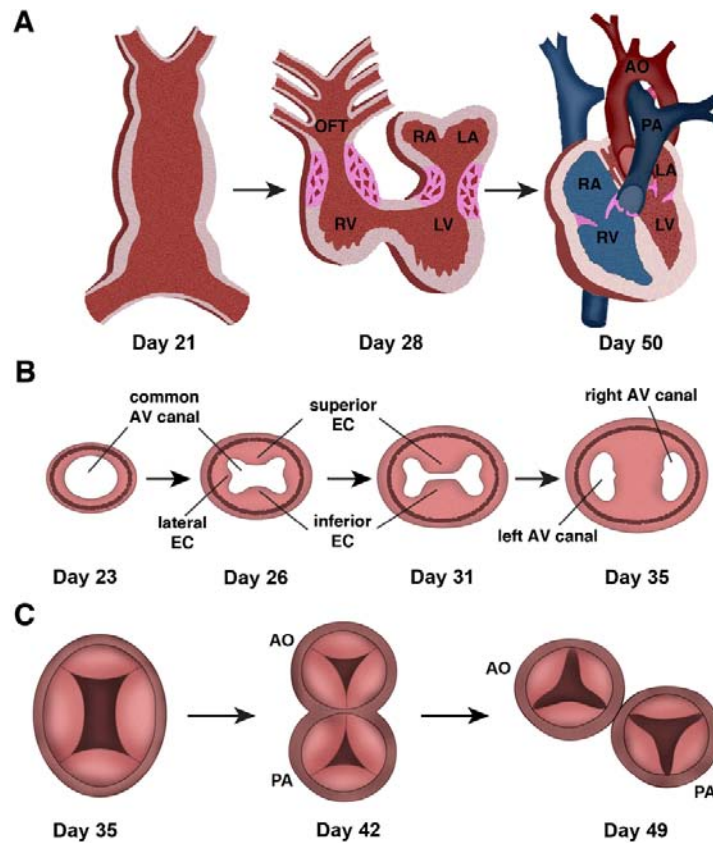 A
OFT
RA LA
RV
LV
AO
PA
RA
LA
RV
LV
Day 21
Day 28
Day 50
B
common
AV canal
superior
EC
right AV canal
lateral
EC
inferior
EC
left AV canal
Day 23
Day 26
Day 31
Day 35
C
AO
PA
AO
PA
Day 35
Day 42
Day 49